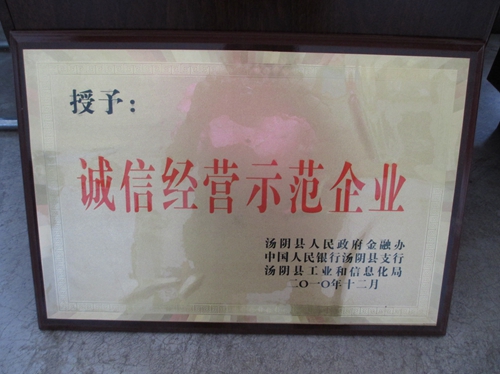 授予：
诚信经营示范企业
汤阴县人民政府金融办
中国人民银行汤阴县支行
汤阴县工业和信息化局
二〇一〇年十二月